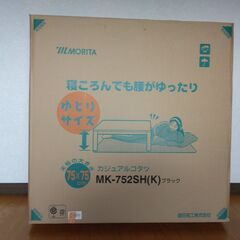 MORITA
寝ころんでも腰がゆったり
ゆとり
サイズ
75×75
カジュアルコタツ
MK-752SH(K)ブラック
森田電工株式会社